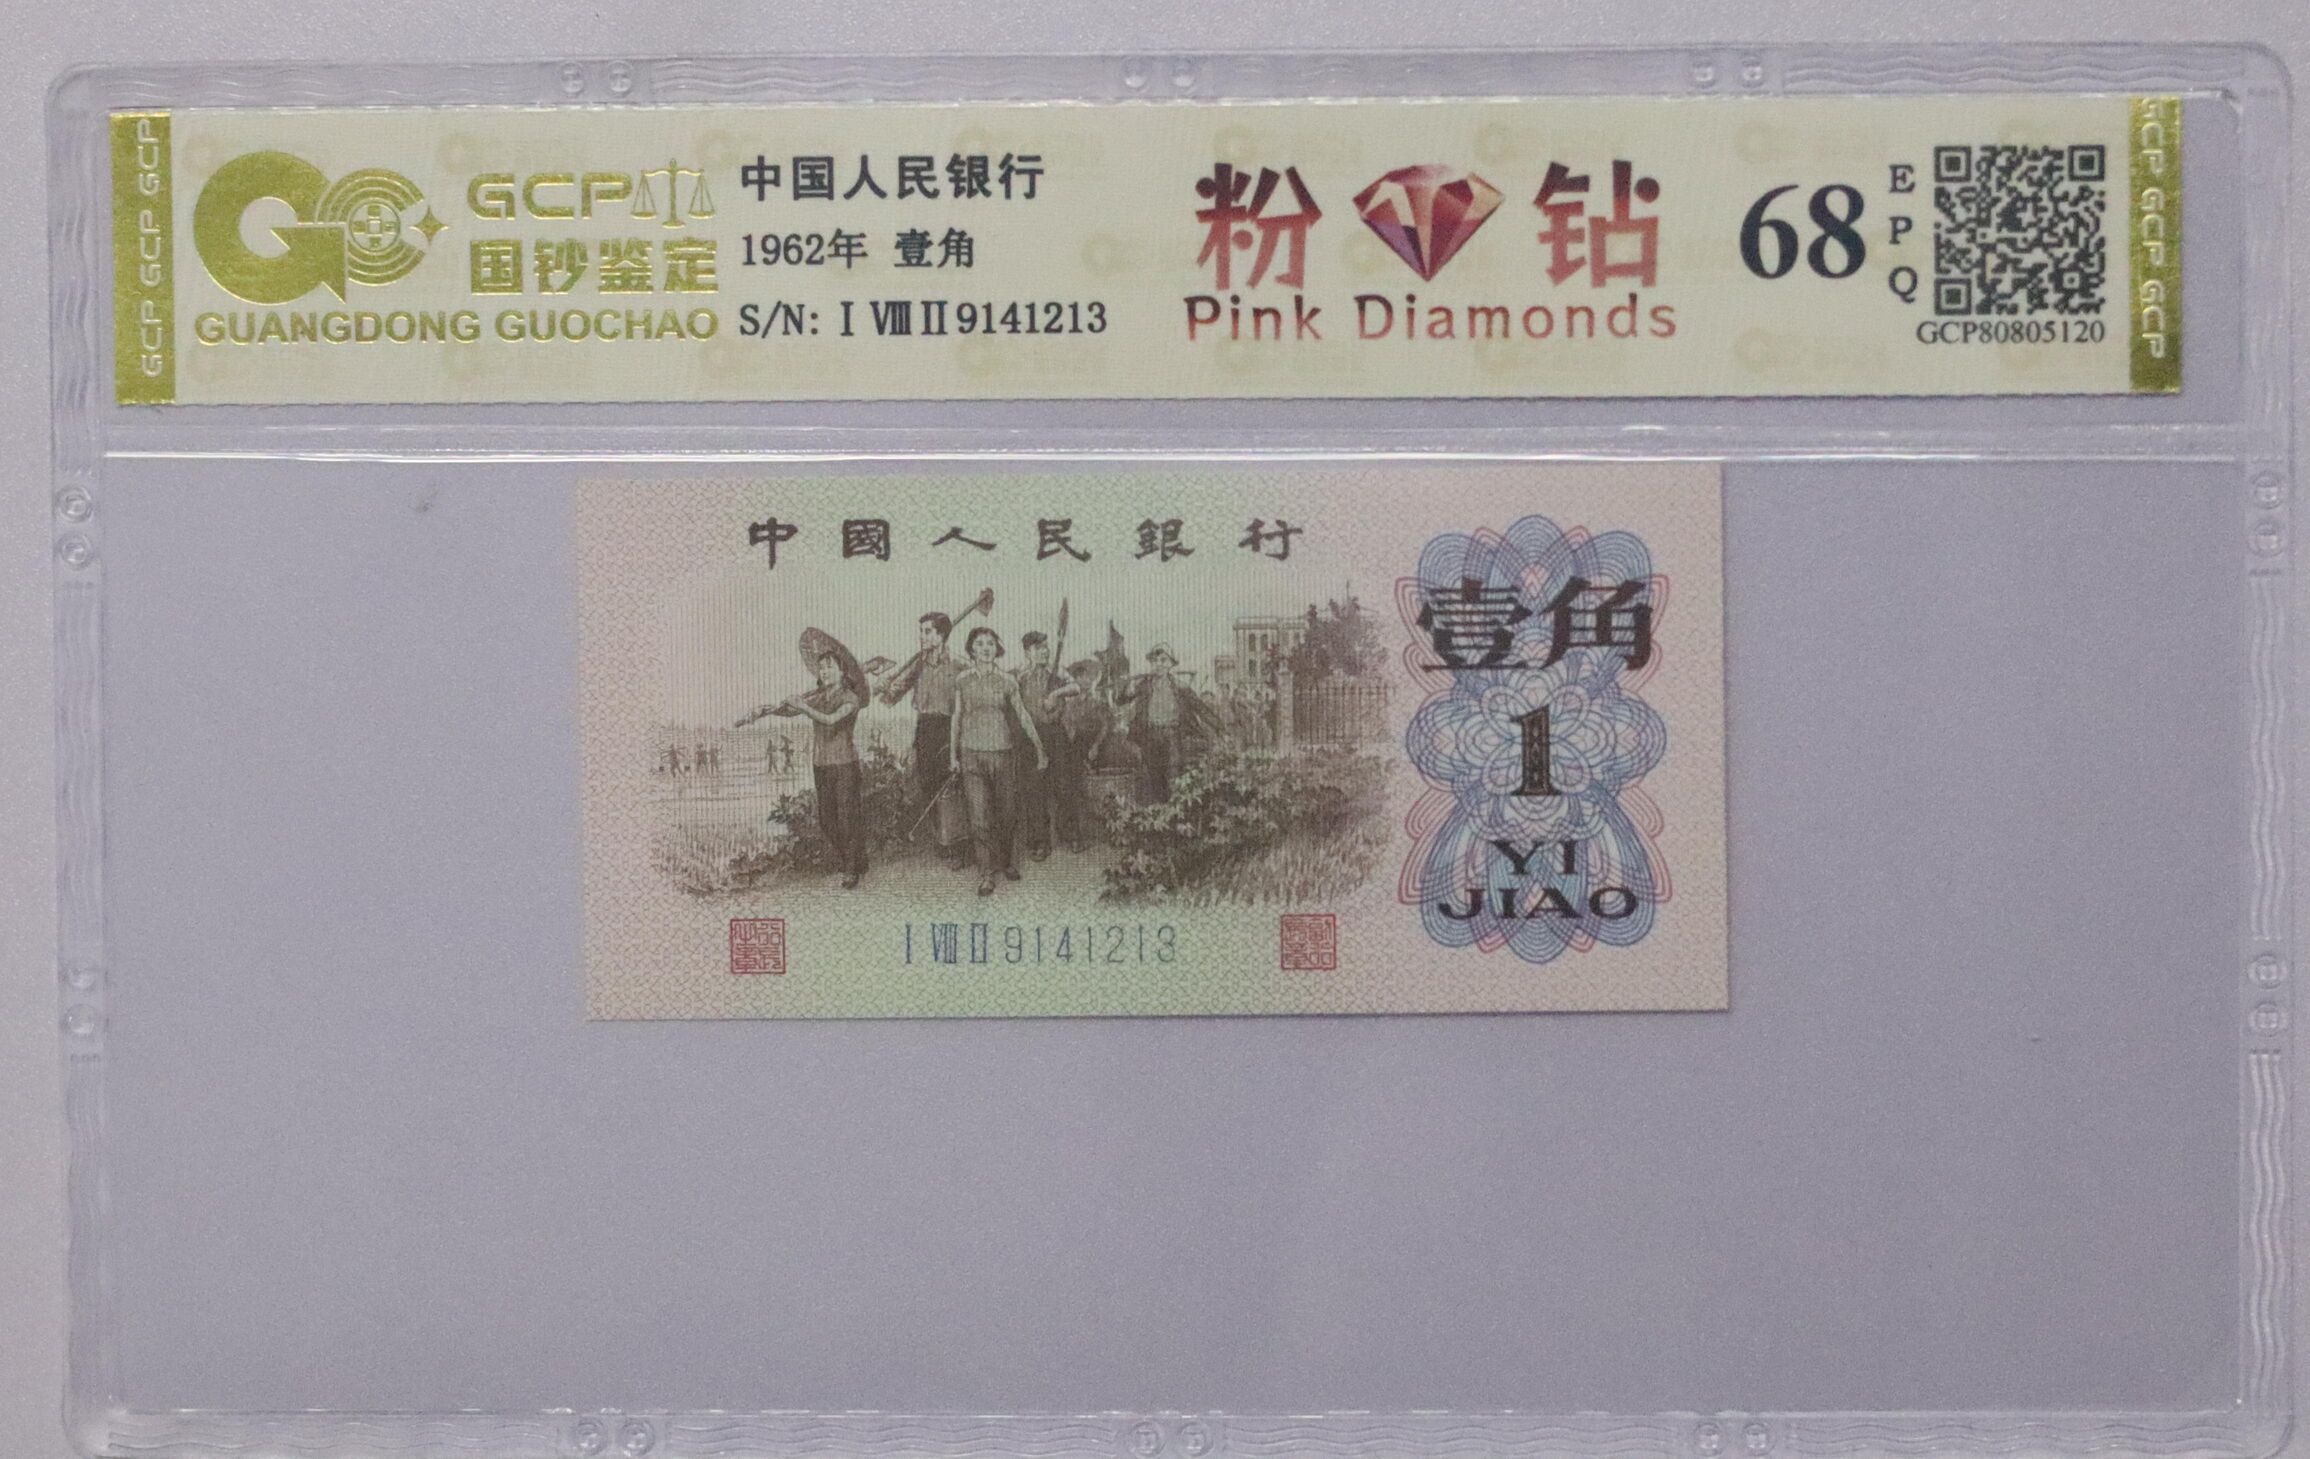 GCP GCP GCP
GCP
国钞鉴定
GUANGDONG GUOCHAO
中国人民银行
1962年 壹角
S/N: I VIII II 9141213
粉钻
Pink Diamonds
68
EPQ
GCP80805120
GCP GCP GCP
中國人民銀行
壹角
1
YI
JIAO
I VIII II 9141213